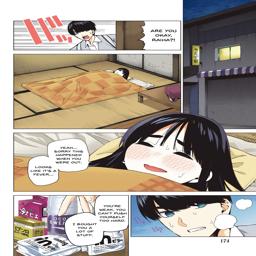 ARE YOU
OKAY,
RAIHA?!
YEAH...
SORRY THIS
HAPPENED
WHEN YOU
WERE OUT.
LOOKS
LIKE IT'S A
FEVER...
YOU'RE
WEAK. YOU
CAN'T PUSH
YOURSELF
TOO HARD.
I BOUGHT
YOU A
LOT OF
STUFF.
174